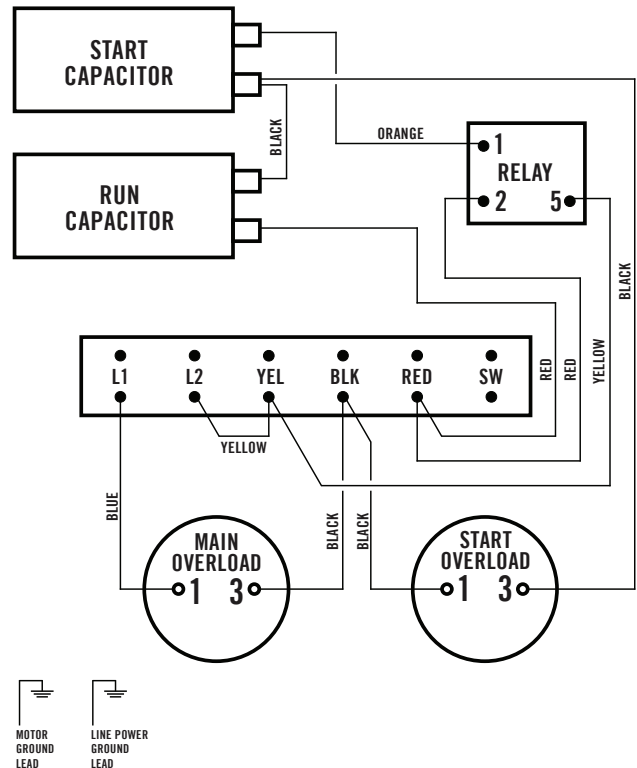 START
CAPACITOR
BLACK
ORANGE
1
RELAY
2 5
RUN
CAPACITOR
BLACK
RED
RED
YELLOW
L1 L2 YEL BLK RED SW
YELLOW
BLUE
BLACK
BLACK
MAIN
OVERLOAD
1 3
START
OVERLOAD
1 3
MOTOR
GROUND
LEAD
LINE POWER
GROUND
LEAD